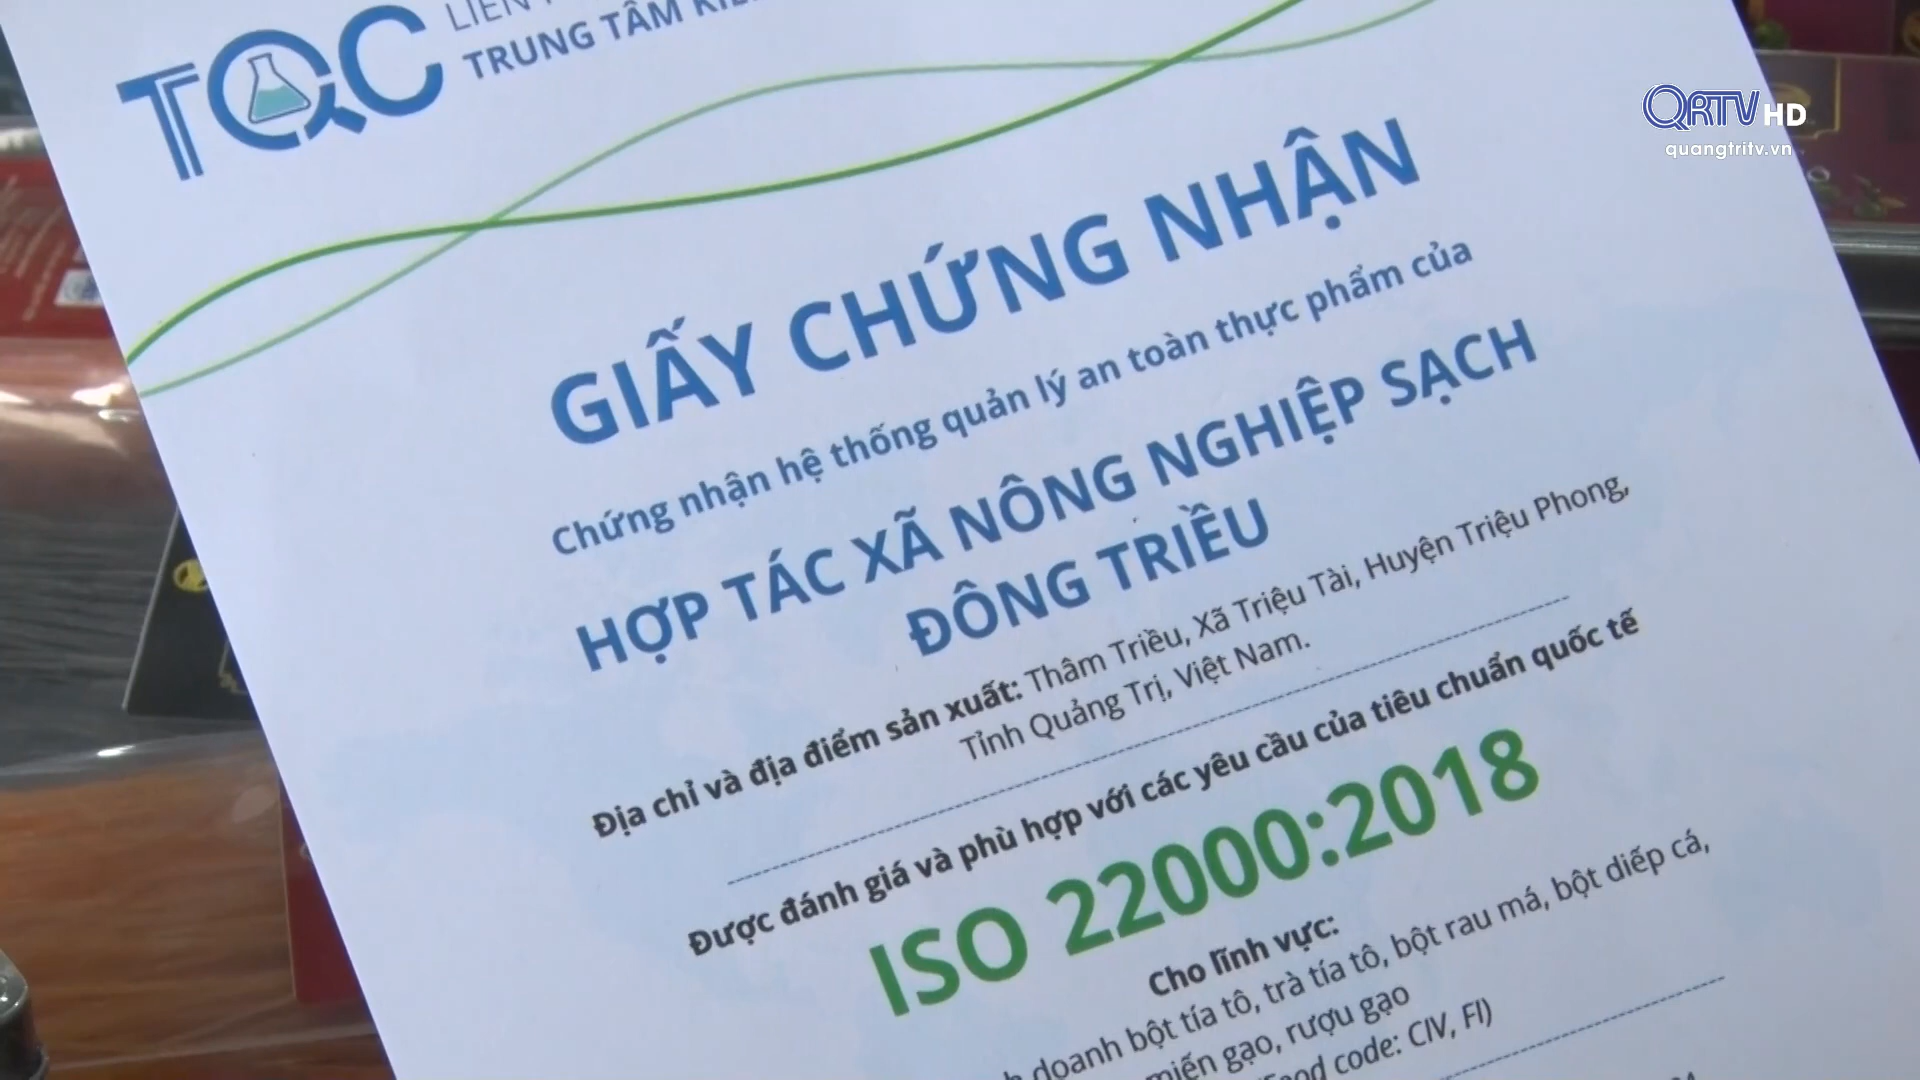 TQC
TRUNG TÂM
QRTV HD
quangtritv.vn
GIẤY CHỨNG NHẬN
Chứng nhận hệ thống quản lý an toàn thực phẩm của
HỢP TÁC XÃ NÔNG NGHIỆP SẠCH
ĐÔNG TRIỀU
Địa chỉ và địa điểm sản xuất: Thâm Triều, Xã Triệu Tài, Huyện Triệu Phong,
Tỉnh Quảng Trị, Việt Nam.
Được đánh giá và phù hợp với các yêu cầu của tiêu chuẩn quốc tế
ISO 22000:2018
Cho lĩnh vực:
doanh bột tía tô, trà tía tô, bột rau má, bột diếp cá,
miến gạo, rượu gạo
code: CIV, FI)